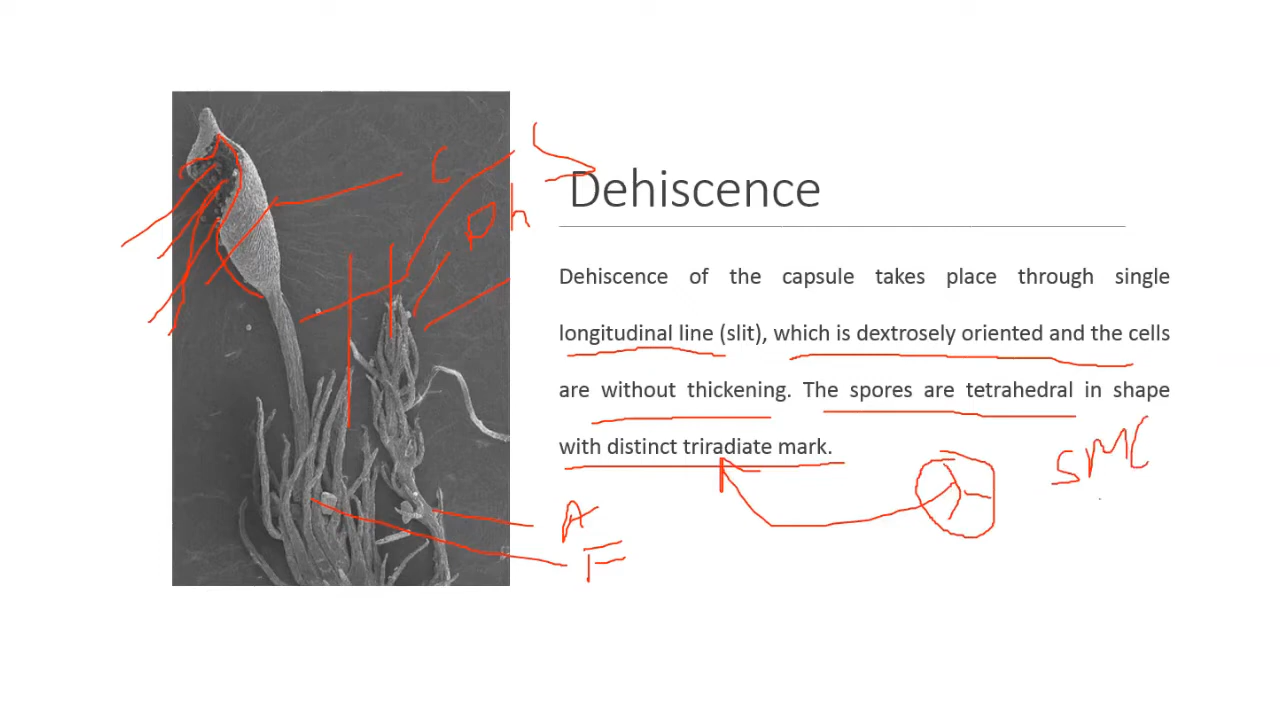 Dehiscence
Dehiscence of the capsule takes place through single
longitudinal line (slit), which is dextrosely oriented and the cells
are without thickening. The spores are tetrahedral in shape
with distinct triradiate mark.
C
L
Ph
SMC
A
F